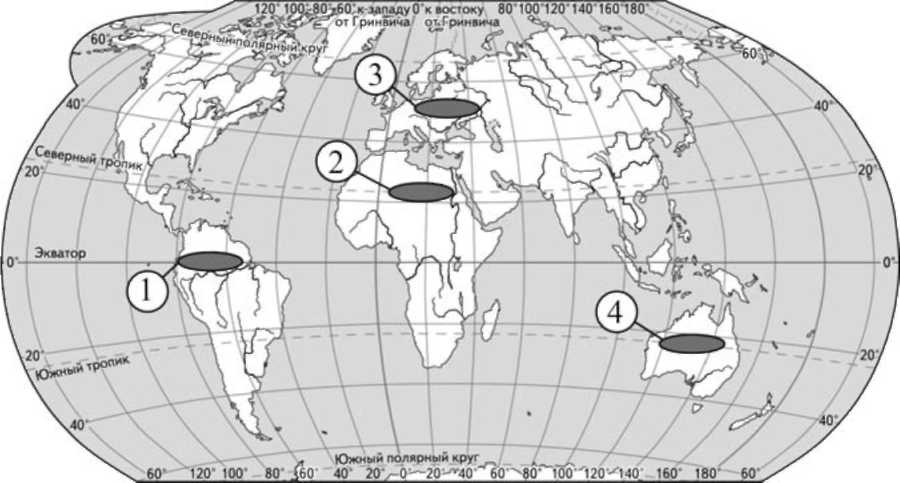 120° 100° 80° 60° к западу 0° к востоку 80° 100° 120° 140° 160° 180°
от Гринвича от Гринвича
Северный полярный круг
60° 60°
3
40° 40°
Северный тропик
2
20° 20°
Экватор
0° 0°
1
4
20° 20°
Южный тропик
40° 40°
Южный полярный круг
60° 120° 100° 80° 60° 40° 20° 0° 20° 40° 60° 80° 100° 120° 140° 160° 180° 60°